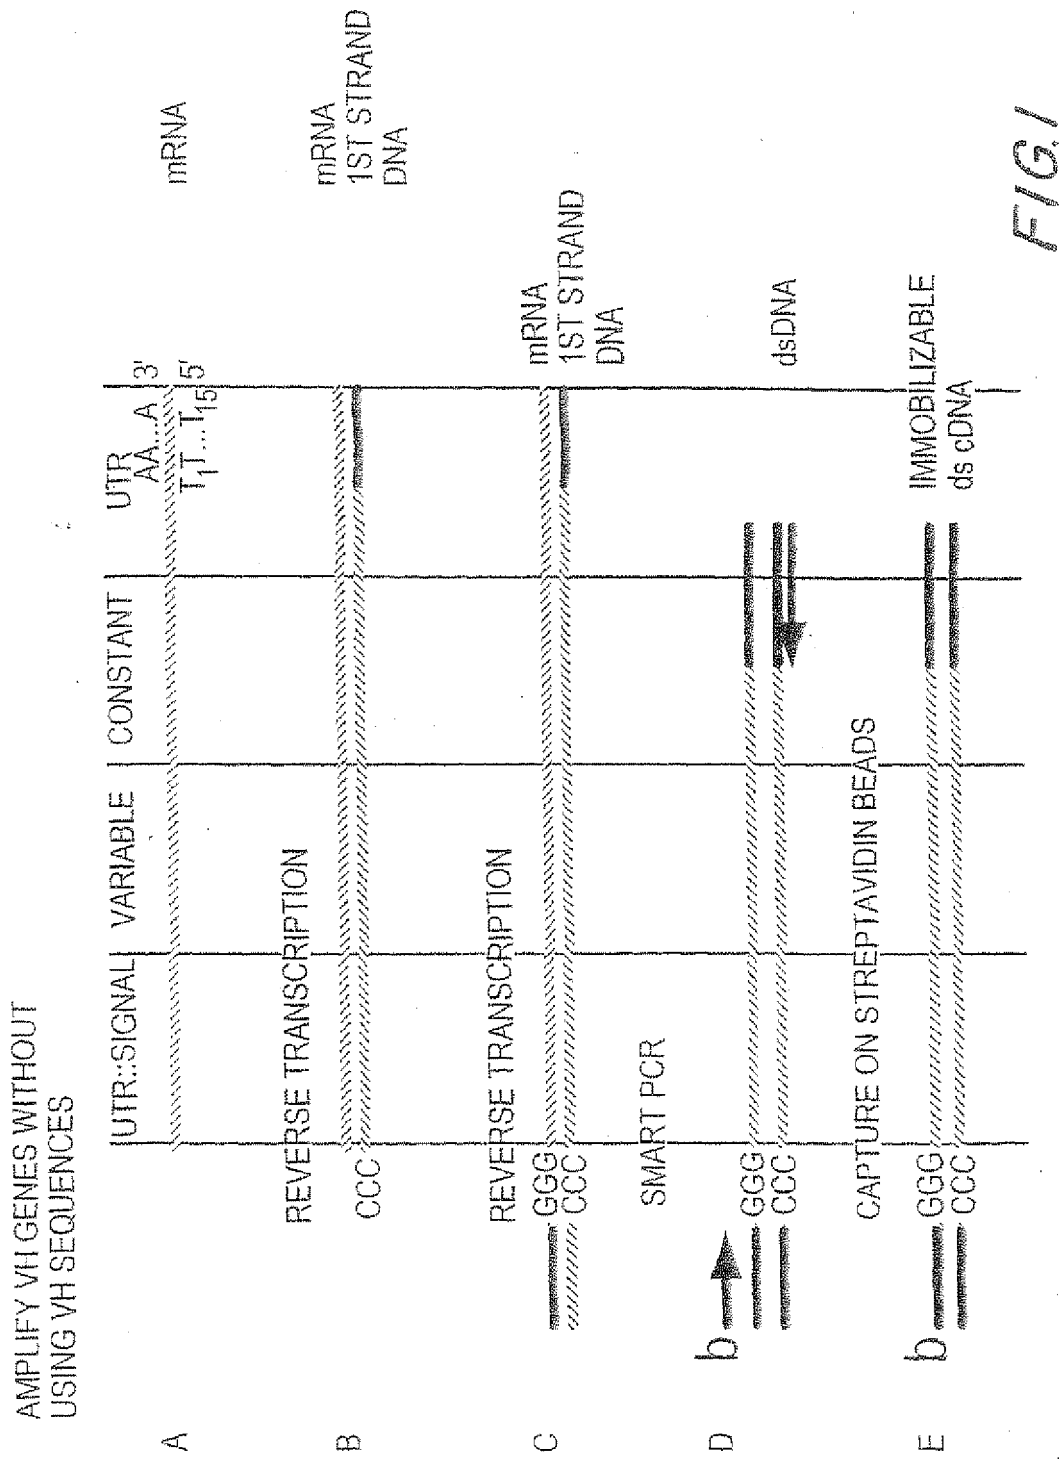 AMPLIFY VH GENES WITHOUT
USING VH SEQUENCES
UTR::SIGNAL VARIABLE CONSTANT UTR
A
AA...A 3'
T1T...T15 5'
mRNA
REVERSE TRANSCRIPTION
B
CCC
mRNA
1ST STRAND
DNA
REVERSE TRANSCRIPTION
C
GGG
CCC
mRNA
1ST STRAND
DNA
SMART PCR
D
b
GGG
CCC
dsDNA
CAPTURE ON STREPTAVIDIN BEADS
E
b
GGG
CCC
IMMOBILIZABLE
ds cDNA
FIG. 1